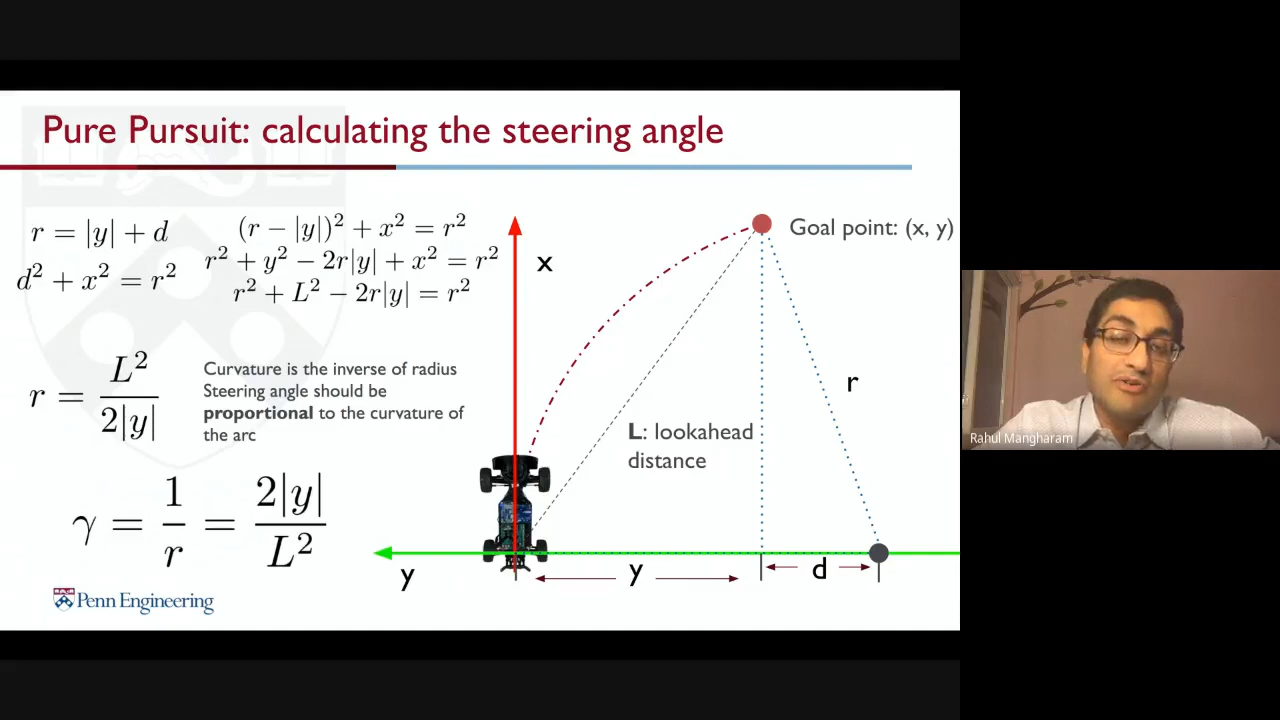 Pure Pursuit: calculating the steering angle
r = |y| + d
d² + x² = r²
(r − |y|)² + x² = r²
r² + y² − 2r|y| + x² = r²
r² + L² − 2r|y| = r²
r = L² / 2|y|
Curvature is the inverse of radius
Steering angle should be
proportional to the curvature of
the arc
γ = 1/r = 2|y|/L²
Penn Engineering
x
Goal point: (x, y)
r
L: lookahead
distance
y
y
d
Rahul Mangharam